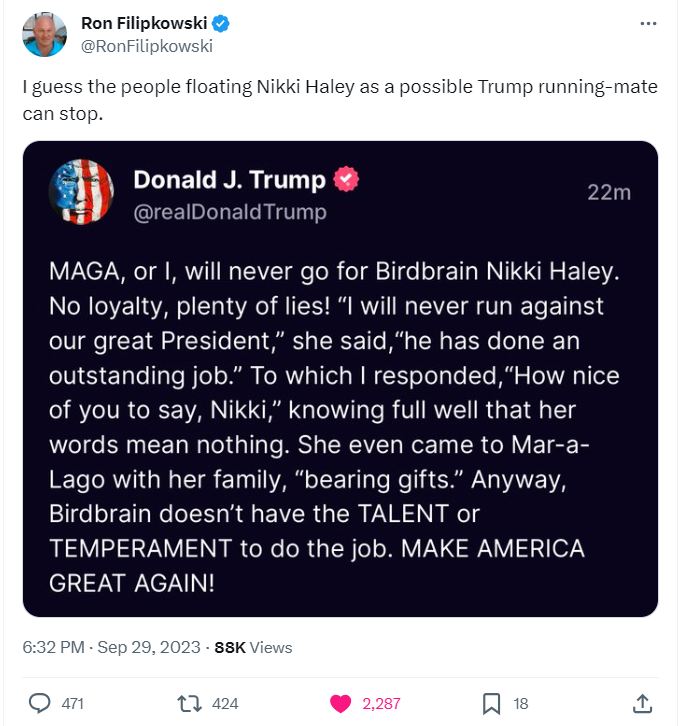 Ron Filipkowski
@RonFilipkowski
I guess the people floating Nikki Haley as a possible Trump running-mate
can stop.
Donald J. Trump
@realDonaldTrump
22m
MAGA, or I, will never go for Birdbrain Nikki Haley.
No loyalty, plenty of lies! “I will never run against
our great President,” she said,“he has done an
outstanding job.” To which I responded,“How nice
of you to say, Nikki,” knowing full well that her
words mean nothing. She even came to Mar-a-
Lago with her family, “bearing gifts.” Anyway,
Birdbrain doesn’t have the TALENT or
TEMPERAMENT to do the job. MAKE AMERICA
GREAT AGAIN!
6:32 PM · Sep 29, 2023 · 88K Views
471 424 2,287 18